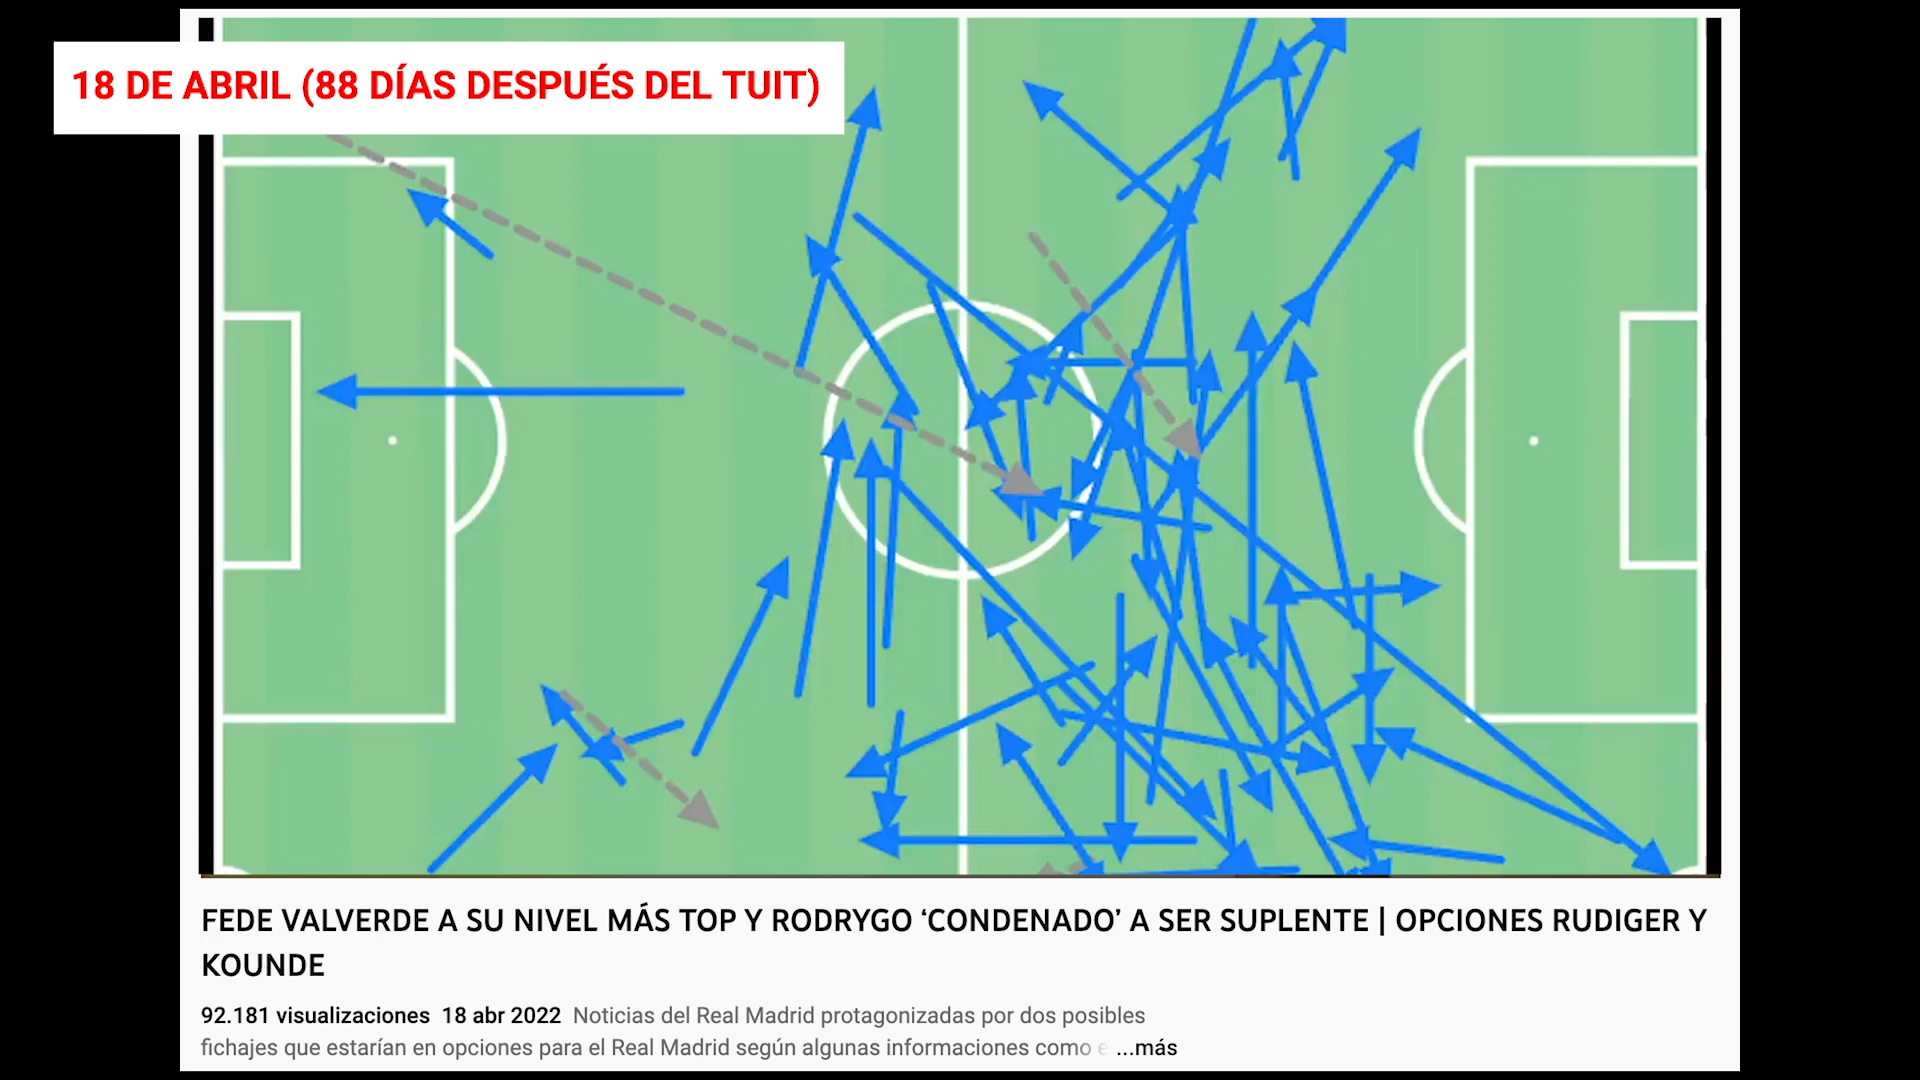 18 DE ABRIL (88 DÍAS DESPUÉS DEL TUIT)
FEDE VALVERDE A SU NIVEL MÁS TOP Y RODRYGO ‘CONDENADO’ A SER SUPLENTE | OPCIONES RUDIGER Y
KOUNDE
92.181 visualizaciones 18 abr 2022 Noticias del Real Madrid protagonizadas por dos posibles
fichajes que estarían en opciones para el Real Madrid según algunas informaciones como e ...más